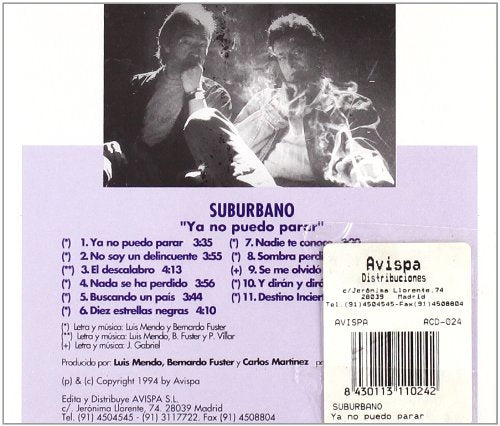 SUBURBANO
"Ya no puedo parar"
(*) 1. Ya no puedo parar 3:35
(*) 2. No soy un delincuente 3:55
(**) 3. El descalabro 4:13
(*) 4. Nada se ha perdido 3:56
(*) 5. Buscando un país 3:44
(*) 6. Diez estrellas negras 4:10
(*) 7. Nadie te conoce 3:20
(*) 8. Sombra perdi
(+) 9. Se me olvidó
(*) 10. Y dirán y dirá
(*) 11. Destino Incier
(*) Letra y música: Luis Mendo y Bernardo Fuster
(**) Letra y música: Luis Mendo, B. Fuster y P. Villar
(+) Letra y música: J. Gabriel
Producido por: Luis Mendo, Bernardo Fuster y Carlos Martínez
(p) & (c) Copyright 1994 by Avispa
Edita y Distribuye AVISPA S.L.
c/. Jerónima Llorente, 74. 28039 Madrid
Tel. (91) 4504545 - 3117722. Fax (91) 4508804
Avispa
Distribuciones
c/Jerónima Llorente,74
28039 Madrid
Tel.(91)4504545-Fax(91)4508804
AVISPA ACD-024
8 430113 110242
SUBURBANO
Ya no puedo parar